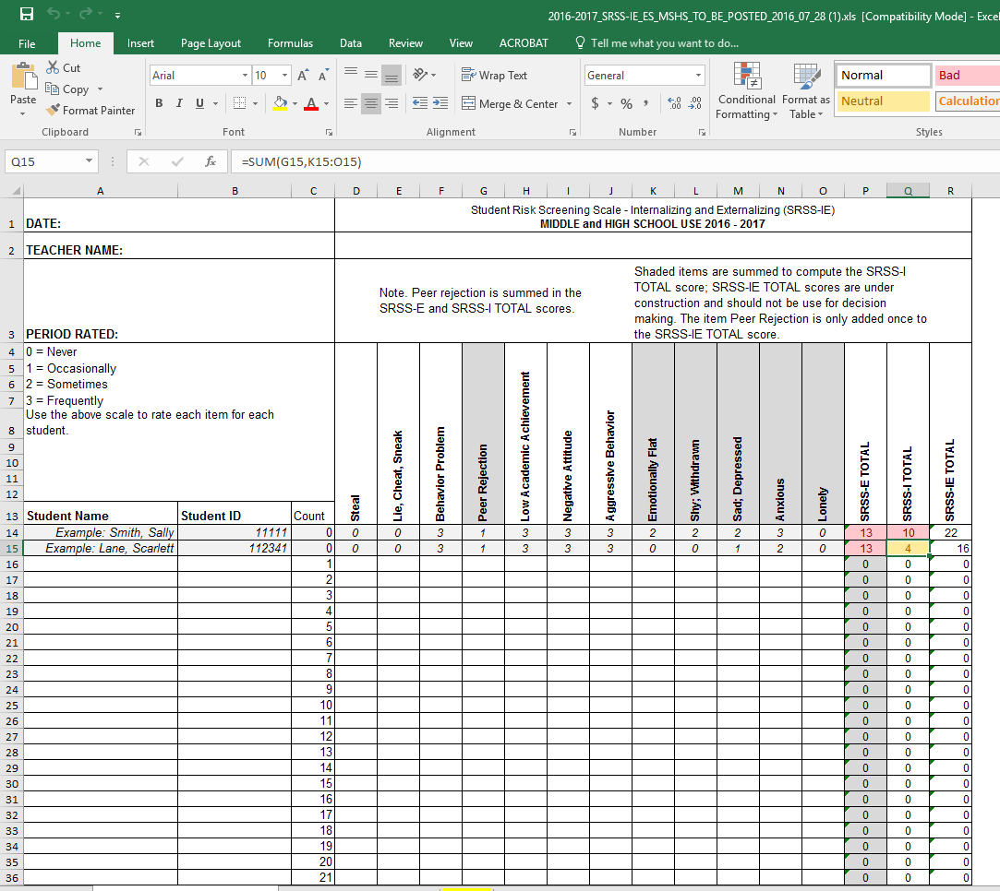 2016-2017_SRSS-IE_ES_MSHS_TO_BE_POSTED_2016_07_28 (1).xls [Compatibility Mode] - Excel
File Home Insert Page Layout Formulas Data Review View ACROBAT Tell me what you want to do...
Paste
Cut
Copy
Format Painter
Clipboard
Arial 10 A A
B I U A
Font
Wrap Text
Merge & Center
Alignment
General
$ % , .0 .00 .00 .0
Number
Conditional Formatting
Format as Table
Normal Bad
Neutral Calculation
Styles
Q15 fx =SUM(G15,K15:O15)
A B C D E F G H I J K L M N O P Q R
1 DATE: Student Risk Screening Scale - Internalizing and Externalizing (SRSS-IE)
MIDDLE and HIGH SCHOOL USE 2016 - 2017
2 TEACHER NAME:
3 PERIOD RATED:
Note. Peer rejection is summed in the
SRSS-E and SRSS-I TOTAL scores.
Shaded items are summed to compute the SRSS-I
TOTAL score; SRSS-IE TOTAL scores are under
construction and should not be use for decision
making. The item Peer Rejection is only added once to
the SRSS-IE TOTAL score.
4 0 = Never
5 1 = Occasionally
6 2 = Sometimes
7 3 = Frequently
Use the above scale to rate each item for each
8 student.
9
10
11
12
13 Student Name Student ID Count Steal Lie, Cheat, Sneak Behavior Problem Peer Rejection Low Academic Achievement Negative Attitude Aggressive Behavior Emotionally Flat Shy; Withdrawn Sad; Depressed Anxious Lonely SRSS-E TOTAL SRSS-I TOTAL SRSS-IE TOTAL
14 Example: Smith, Sally 11111 0 0 0 3 1 3 3 3 2 2 2 3 0 13 10 22
15 Example: Lane, Scarlett 112341 0 0 0 3 1 3 3 3 0 0 1 2 0 13 4 16
16 1 0 0 0
17 2 0 0 0
18 3 0 0 0
19 4 0 0 0
20 5 0 0 0
21 6 0 0 0
22 7 0 0 0
23 8 0 0 0
24 9 0 0 0
25 10 0 0 0
26 11 0 0 0
27 12 0 0 0
28 13 0 0 0
29 14 0 0 0
30 15 0 0 0
31 16 0 0 0
32 17 0 0 0
33 18 0 0 0
34 19 0 0 0
35 20 0 0 0
36 21 0 0 0